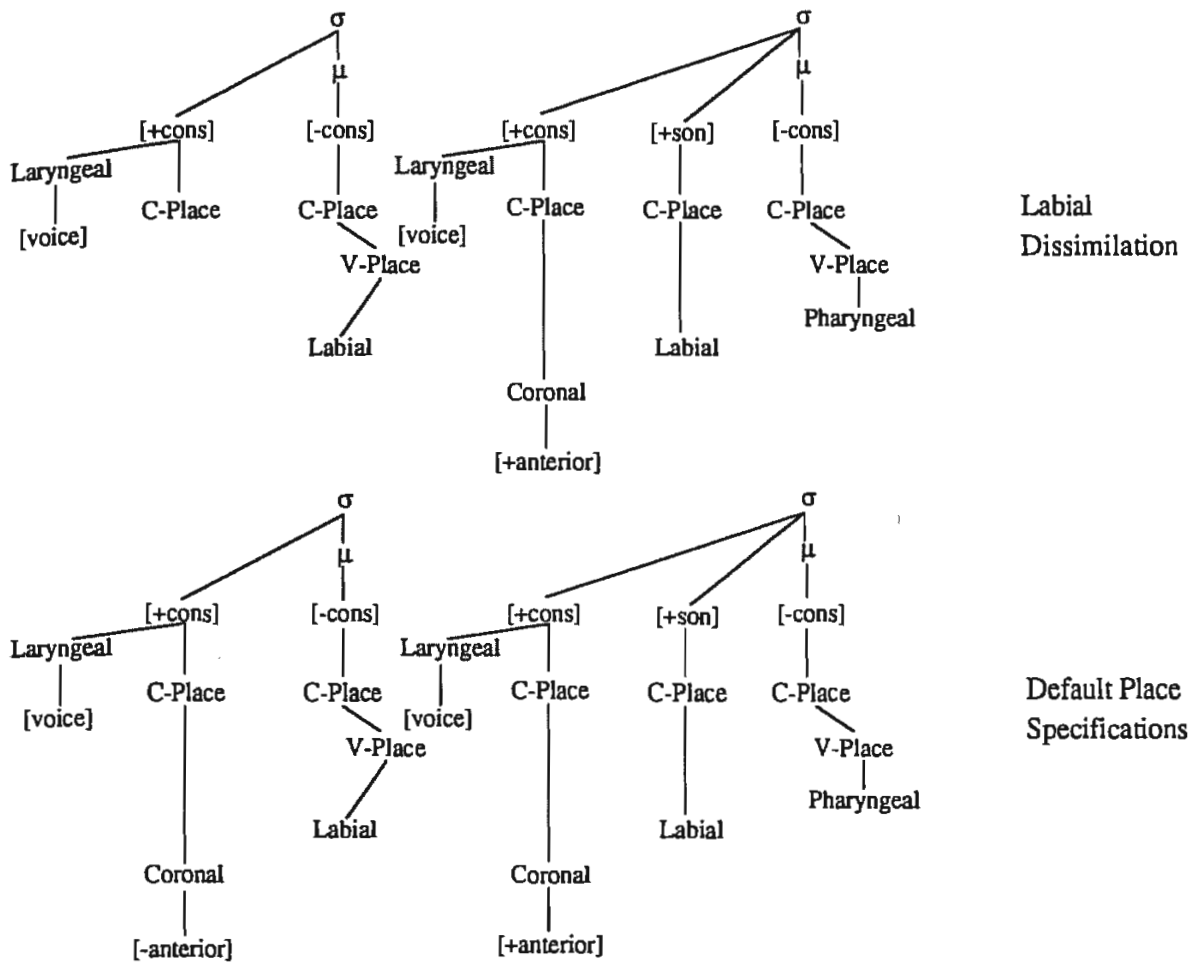 σ σ
μ μ
[+cons] [-cons] [+cons] [+son] [-cons]
Laryngeal Laryngeal
C-Place C-Place C-Place C-Place C-Place Labial
[voice] [voice] Dissimilation
V-Place V-Place
Pharyngeal
Labial Labial
Coronal
[+anterior]
σ σ
μ μ
[+cons] [-cons] [+cons] [+son] [-cons]
Laryngeal Laryngeal
C-Place C-Place C-Place C-Place C-Place Default Place
[voice] [voice] Specifications
V-Place V-Place
Pharyngeal
Labial Labial
Coronal Coronal
[-anterior] [+anterior]